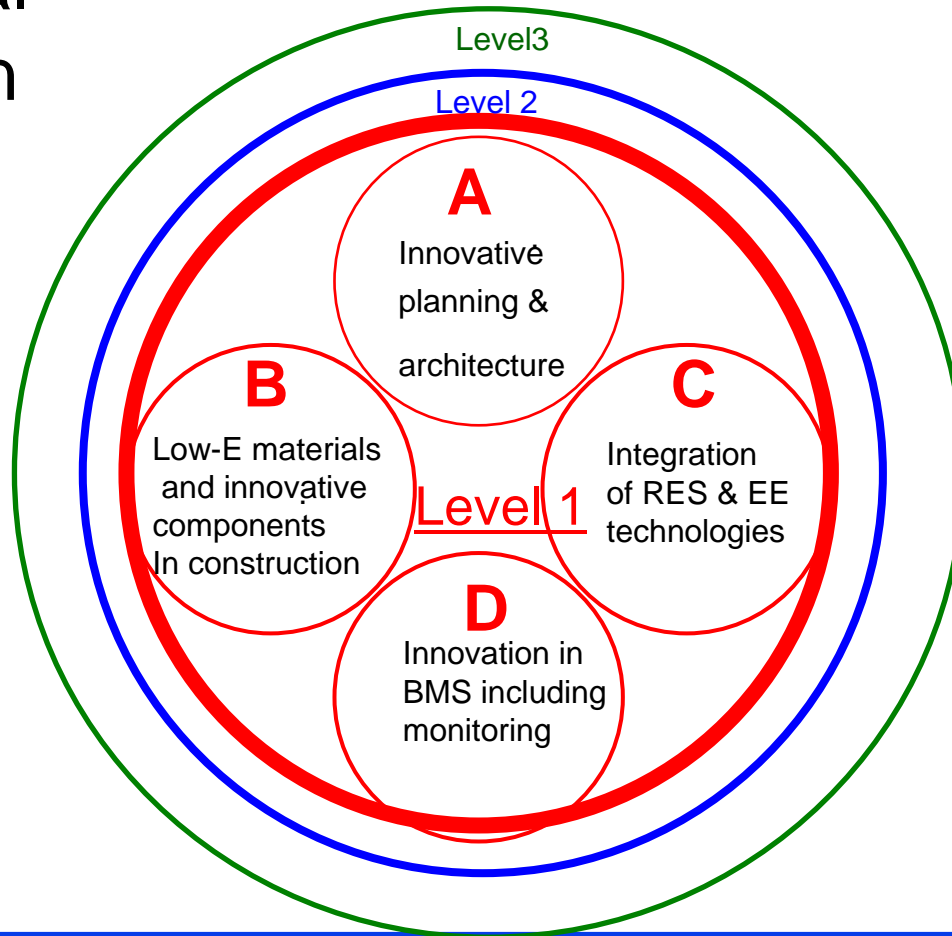 Level3
Level 2
A
Innovative
planning &
architecture
B
Low-E materials
and innovative
components
In construction
C
Integration
of RES & EE
technologies
Level 1
D
Innovation in
BMS including
monitoring